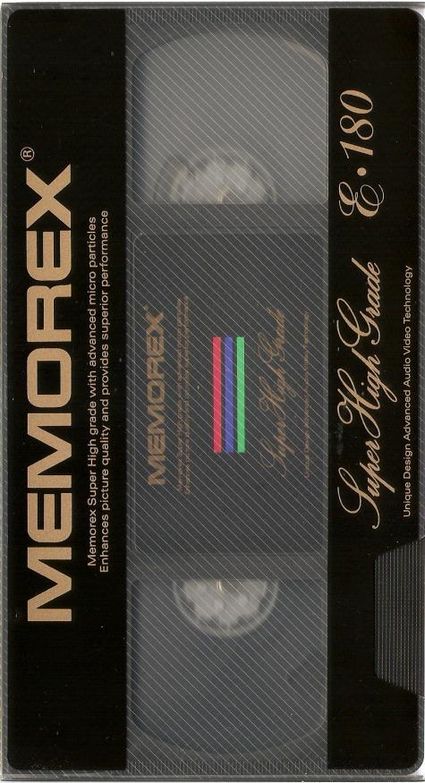 MEMOREX®
Memorex Super High grade with advanced micro particles
Enhances picture quality and provides superior performance
MEMOREX
Super High Grade
Super High Grade E·180
Unique Design Advanced Audio Video Technology